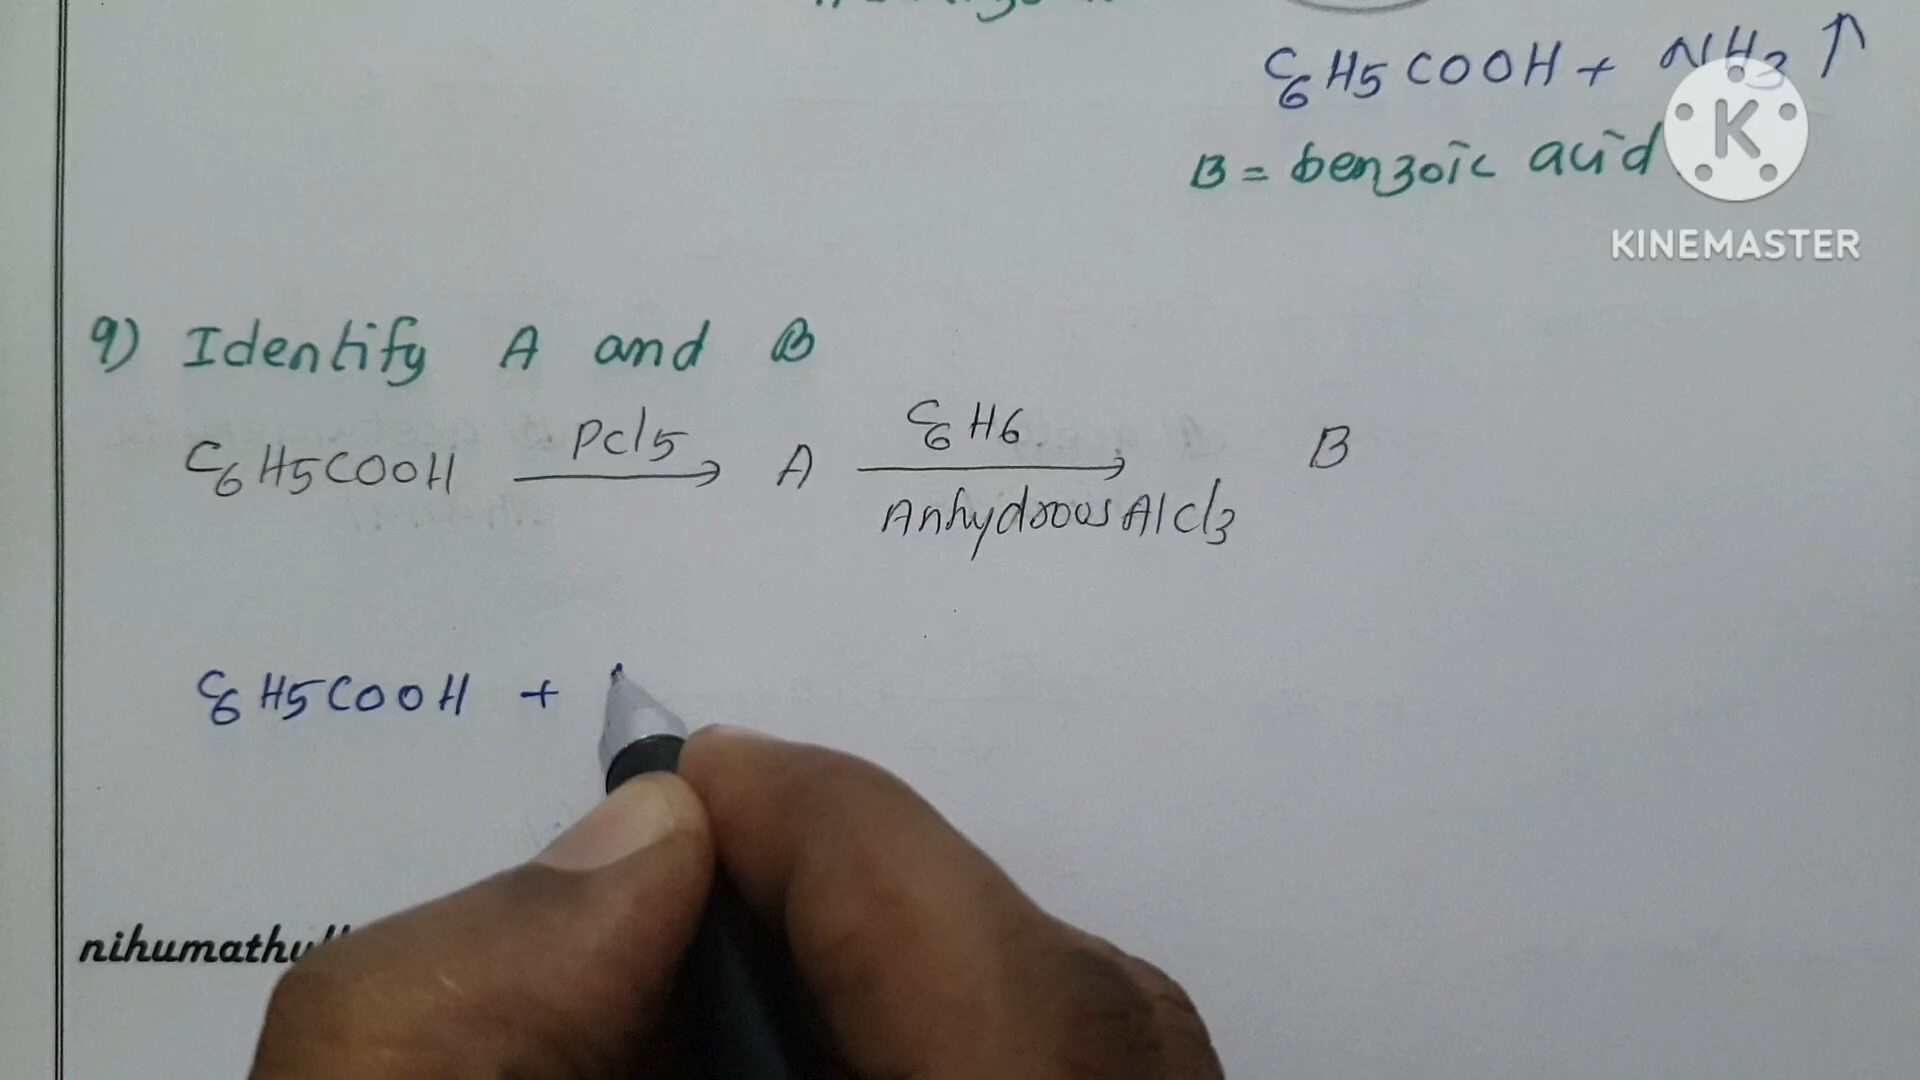 C6H5COOH + NH3 ↑
B = benzoic acid
K
KINEMASTER
9) Identify A and B
C6H5COOH PCl5 → A C6H6 → B
Anhydrous AlCl3
C6H5COOH +